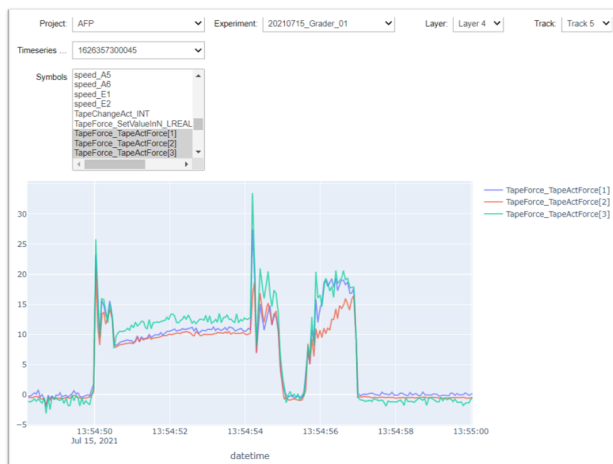 Project: AFP Experiment: 20210715_Grader_01 Layer: Layer 4 Track: Track 5
Timeseries ... 1626357300045
Symbols speed_A5
speed_A6
speed_E1
speed_E2
TapeChangeAct_INT
TapeForce_SetValueInN_LREAL
TapeForce_TapeActForce[1]
TapeForce_TapeActForce[2]
TapeForce_TapeActForce[3]
TapeForce_TapeActForce[1]
TapeForce_TapeActForce[2]
TapeForce_TapeActForce[3]
30
25
20
15
10
5
0
−5
13:54:50 13:54:52 13:54:54 13:54:56 13:54:58 13:55:00
Jul 15, 2021
datetime